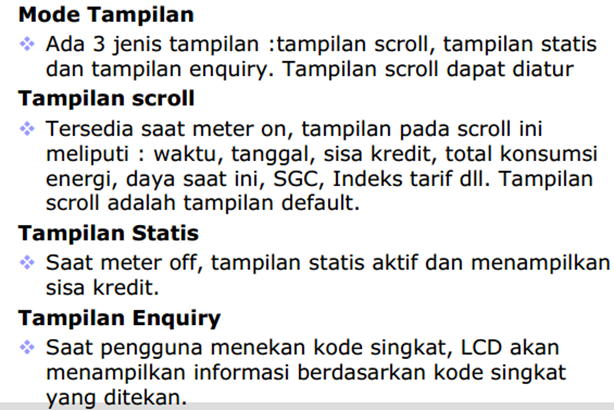 Mode Tampilan
Ada 3 jenis tampilan :tampilan scroll, tampilan statis
dan tampilan enquiry. Tampilan scroll dapat diatur
Tampilan scroll
Tersedia saat meter on, tampilan pada scroll ini
meliputi : waktu, tanggal, sisa kredit, total konsumsi
energi, daya saat ini, SGC, Indeks tarif dll. Tampilan
scroll adalah tampilan default.
Tampilan Statis
Saat meter off, tampilan statis aktif dan menampilkan
sisa kredit.
Tampilan Enquiry
Saat pengguna menekan kode singkat, LCD akan
menampilkan informasi berdasarkan kode singkat
yang ditekan.